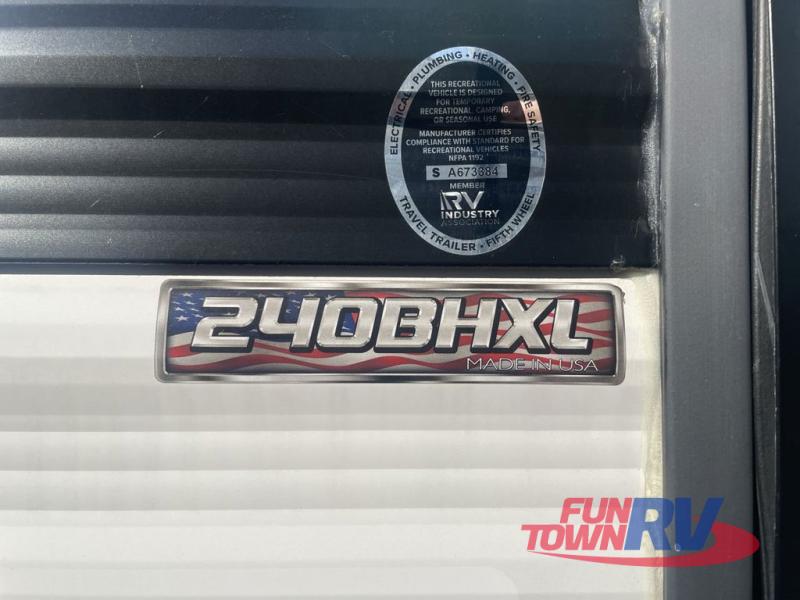 ELECTRICAL • PLUMBING • HEATING • FIRE SAFETY
THIS RECREATIONAL
VEHICLE IS DESIGNED
FOR TEMPORARY
RECREATIONAL, CAMPING,
OR SEASONAL USE
MANUFACTURER CERTIFIES
COMPLIANCE WITH STANDARD FOR
RECREATIONAL VEHICLES
NFPA 1192
S A673384
MEMBER
RV
INDUSTRY
ASSOCIATION
TRAVEL TRAILER • FIFTH WHEEL
240BHXL
MADE IN USA
FUN
TOWN RV